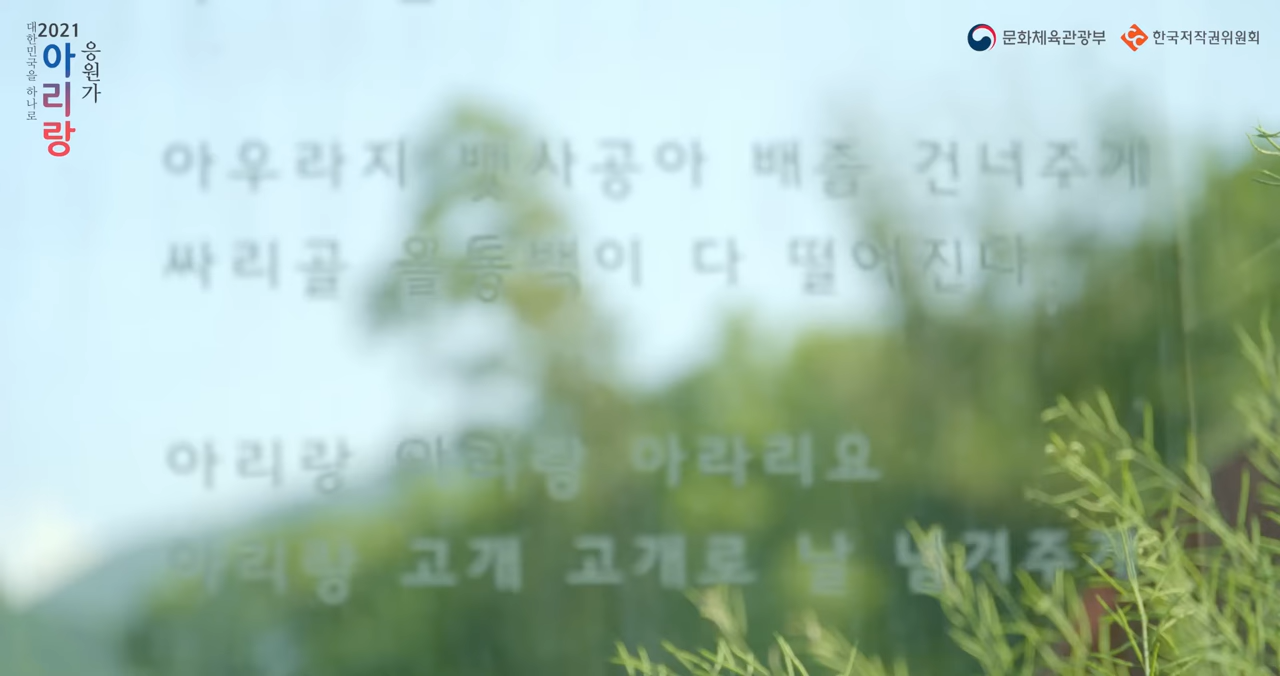 2021
대한민국을 하나로
아리랑
응원가
문화체육관광부
한국저작권위원회
아우라지 뱃사공아 배좀 건너주게
싸리골 올동백이 다 떨어진다
아리랑 아리랑 아라리요
아리랑 고개 고개로 날 넘겨주게